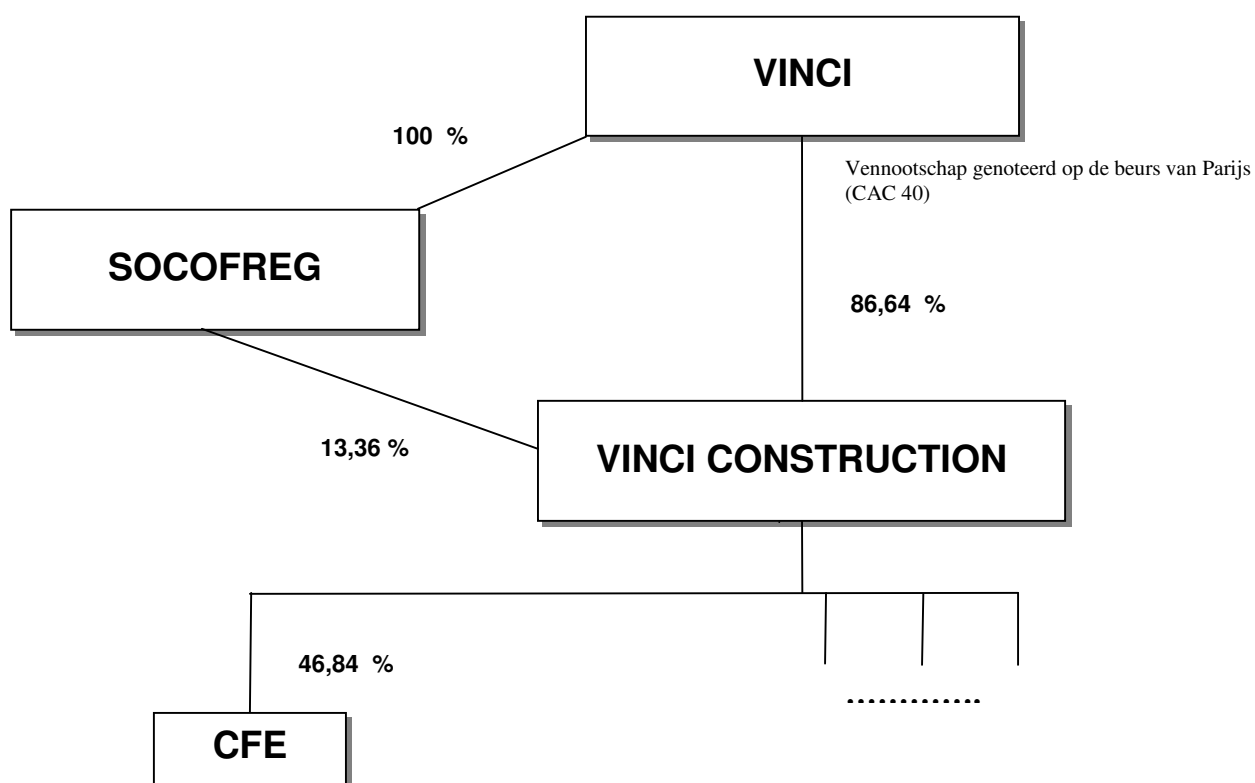 VINCI
100 %
Vennootschap genoteerd op de beurs van Parijs
(CAC 40)
SOCOFREG
86,64 %
13,36 %
VINCI CONSTRUCTION
46,84 %
.............
CFE